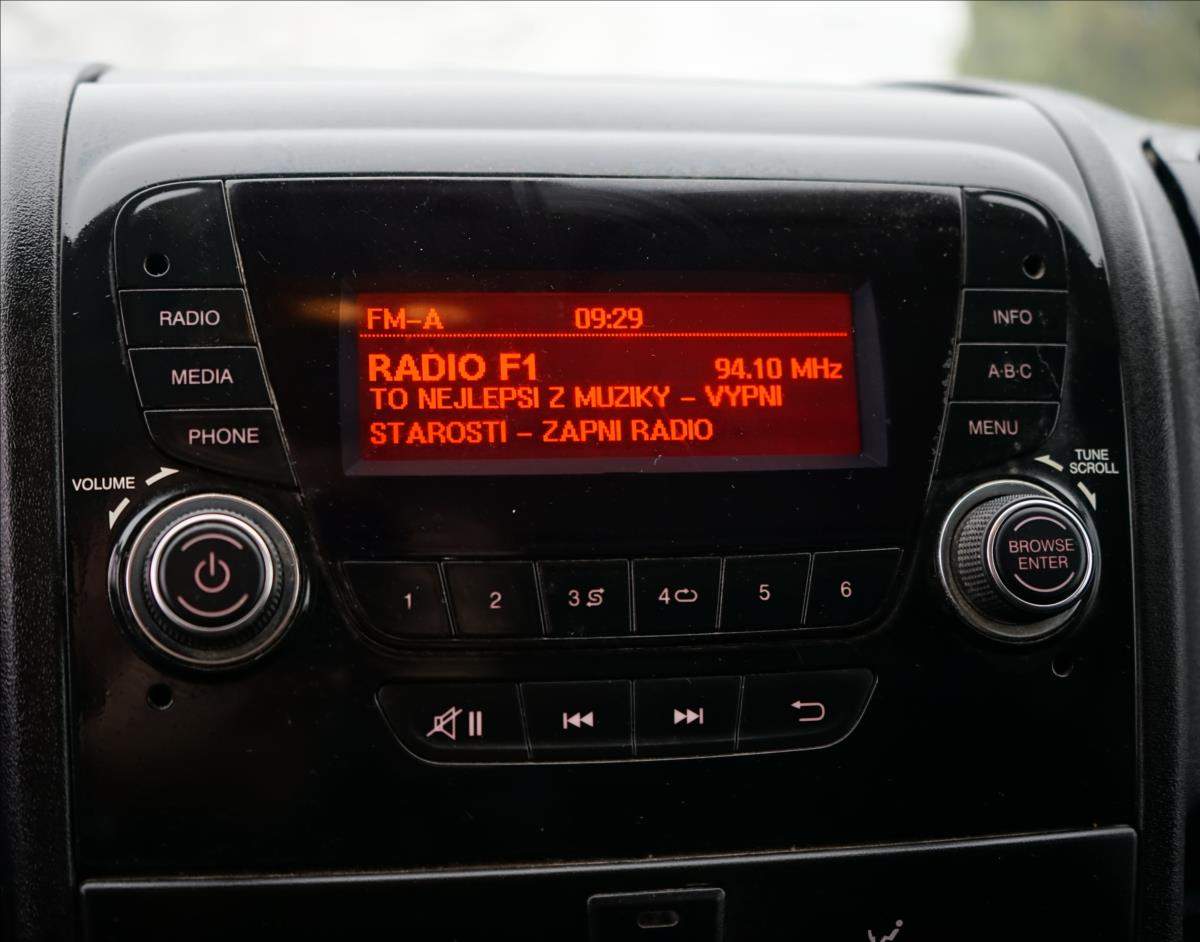 RADIO
MEDIA
PHONE
VOLUME
FM-A 09:29
RADIO F1 94.10 MHz
TO NEJLEPSI Z MUZIKY - VYPNI
STAROSTI - ZAPNI RADIO
INFO
A·B·C
MENU
TUNE
SCROLL
BROWSE
ENTER
1 2 3 4 5 6